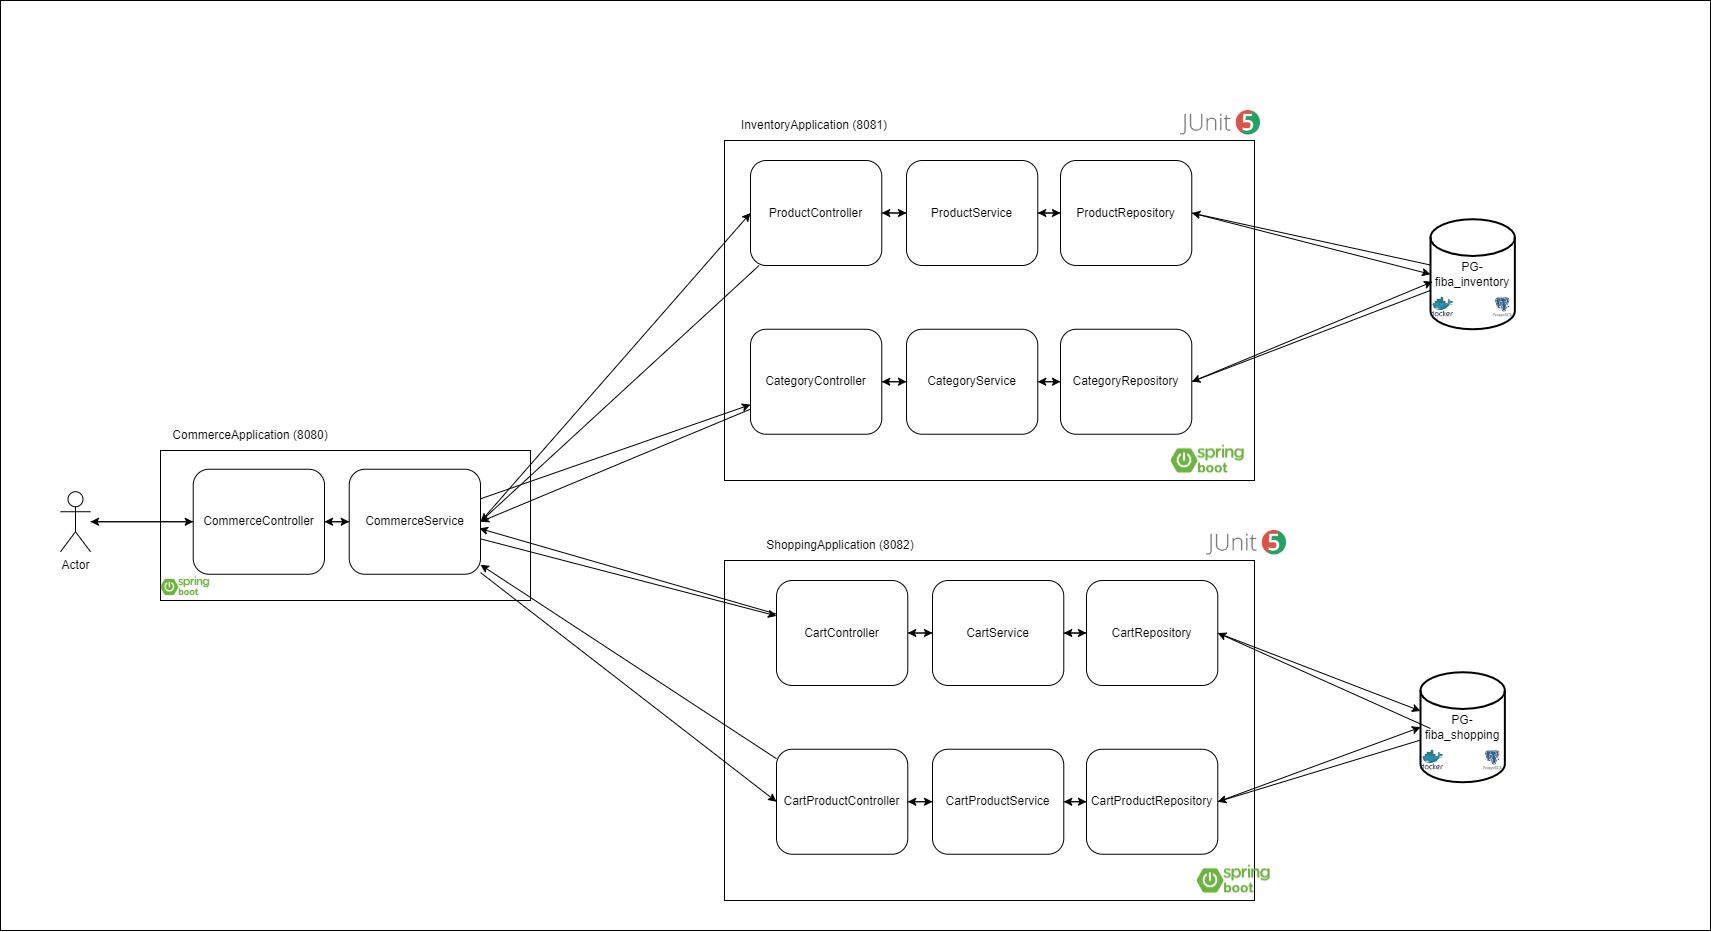 InventoryApplication (8081)
JUnit 5
ProductController
ProductService
ProductRepository
PG-
fiba_inventory
docker
CategoryController
CategoryService
CategoryRepository
spring
boot
CommerceApplication (8080)
CommerceController
CommerceService
Actor
spring
boot
ShoppingApplication (8082)
JUnit 5
CartController
CartService
CartRepository
PG-
fiba_shopping
docker
CartProductController
CartProductService
CartProductRepository
spring
boot